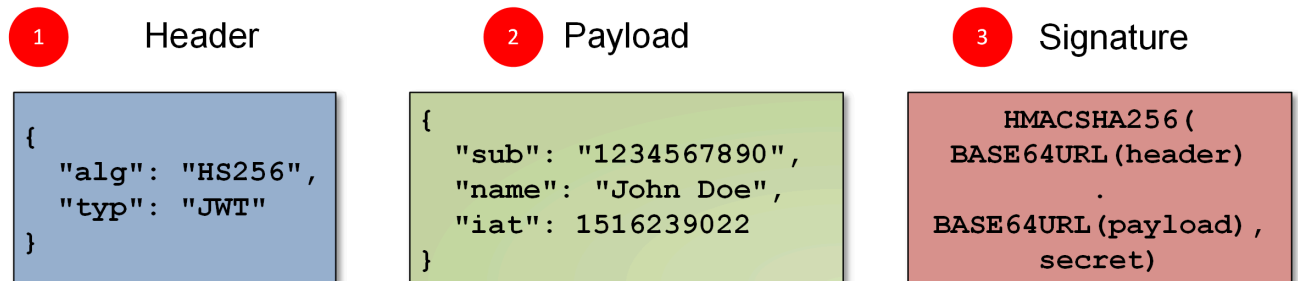 1 Header
{
"alg": "HS256",
"typ": "JWT"
}
2 Payload
{
"sub": "1234567890",
"name": "John Doe",
"iat": 1516239022
}
3 Signature
HMACSHA256(
BASE64URL(header)
.
BASE64URL(payload),
secret)